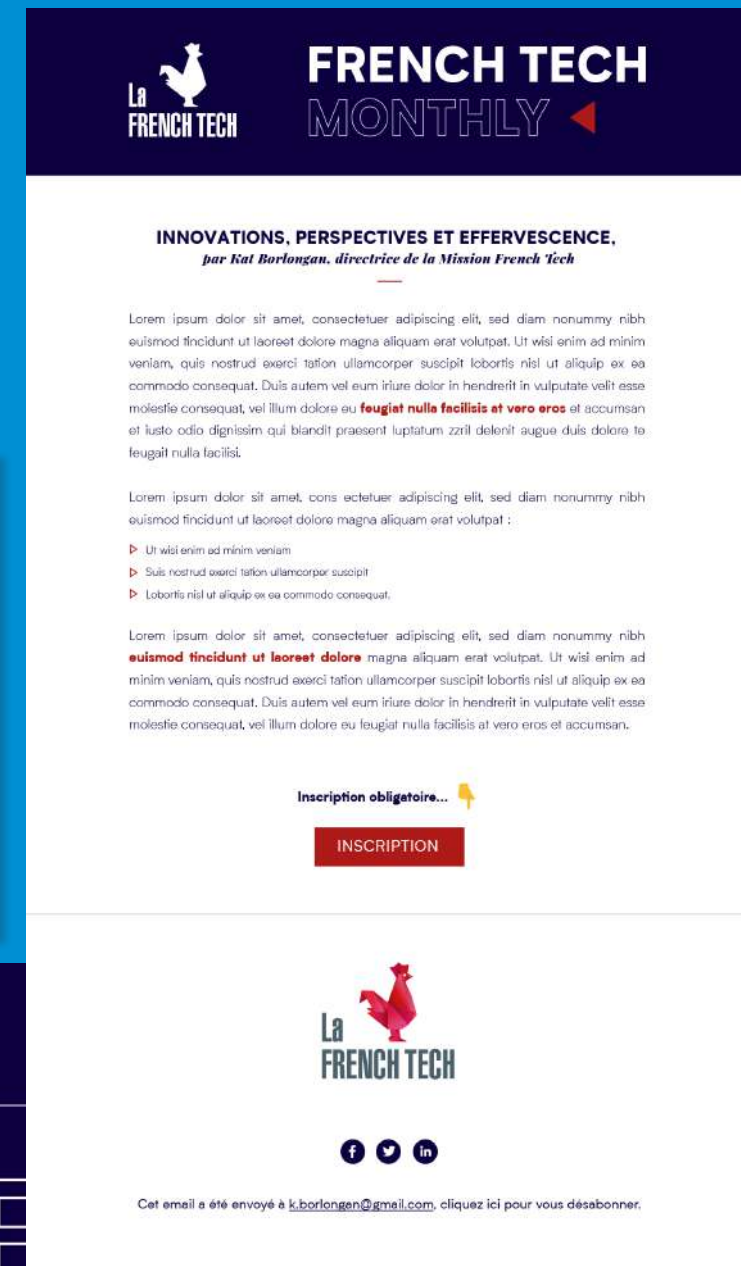 La
FRENCH TECH
FRENCH TECH
MONTHLY
INNOVATIONS, PERSPECTIVES ET EFFERVESCENCE,
par Kat Borlongan, directrice de la Mission French Tech
Lorem ipsum dolor sit amet, consectetuer adipiscing elit, sed diam nonummy nibh
euismod tincidunt ut laoreet dolore magna aliquam erat volutpat. Ut wisi enim ad minim
veniam, quis nostrud exerci tation ullamcorper suscipit lobortis nisl ut aliquip ex ea
commodo consequat. Duis autem vel eum iriure dolor in hendrerit in vulputate velit esse
molestie consequat, vel illum dolore eu feugiat nulla facilisis at vero eros et accumsan
et iusto odio dignissim qui blandit praesent luptatum zzril delenit augue duis dolore te
feugait nulla facilisi.
Lorem ipsum dolor sit amet, cons ectetuer adipiscing elit, sed diam nonummy nibh
euismod tincidunt ut laoreet dolore magna aliquam erat volutpat :
Ut wisi enim ad minim veniam
Suis nostrud exerci tation ullamcorper suscipit
Lobortis nisl ut aliquip ex ea commodo consequat.
Lorem ipsum dolor sit amet, consectetuer adipiscing elit, sed diam nonummy nibh
euismod tincidunt ut laoreet dolore magna aliquam erat volutpat. Ut wisi enim ad
minim veniam, quis nostrud exerci tation ullamcorper suscipit lobortis nisl ut aliquip ex ea
commodo consequat. Duis autem vel eum iriure dolor in hendrerit in vulputate velit esse
molestie consequat, vel illum dolore eu feugiat nulla facilisis at vero eros et accumsan.
Inscription obligatoire...
INSCRIPTION
La
FRENCH TECH
Cet email a été envoyé à k.borlongan@gmail.com, cliquez ici pour vous désabonner.